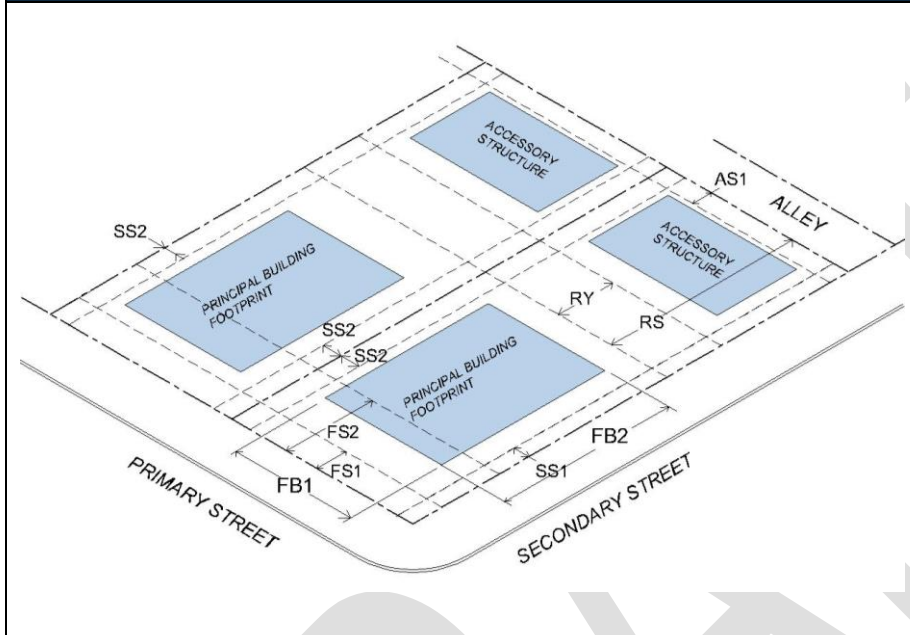 ACCESSORY
STRUCTURE
AS1
ALLEY
ACCESSORY
STRUCTURE
SS2
PRINCIPAL BUILDING
FOOTPRINT
RY
RS
SS2
SS2
PRINCIPAL BUILDING
FOOTPRINT
FS2
FB2
FS1
SS1
FB1
PRIMARY STREET
SECONDARY STREET